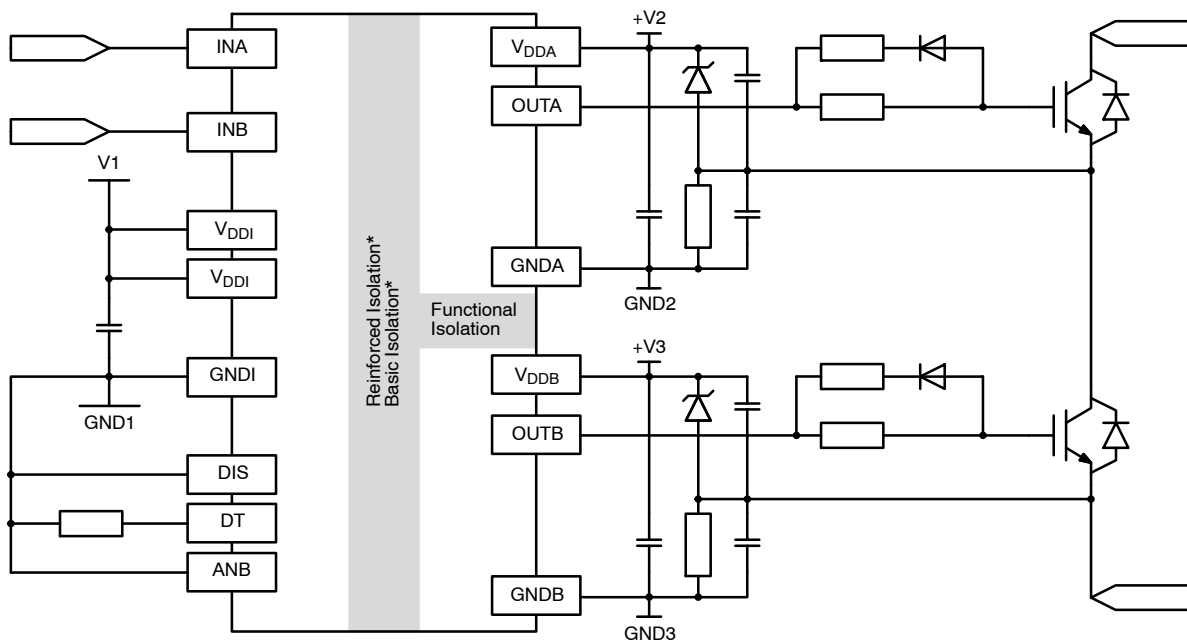 INA
INB
V1
VDDI
VDDI
GNDI
GND1
DIS
DT
ANB
Reinforced Isolation*
Basic Isolation*
Functional
Isolation
VDDA
OUTA
GNDA
VDDB
OUTB
GNDB
+V2
GND2
+V3
GND3